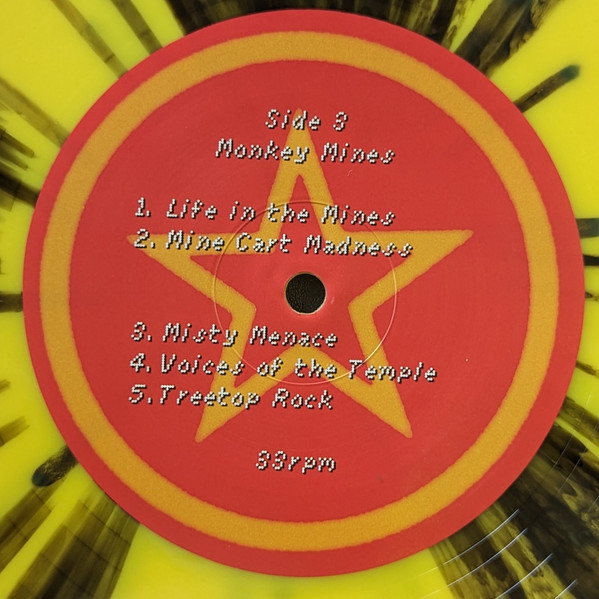 Side 3
Monkey Mines
1. Life in the Mines
2. Mine Cart Madness
3. Misty Menace
4. Voices of the Temple
5. Treetop Rock
33rpm